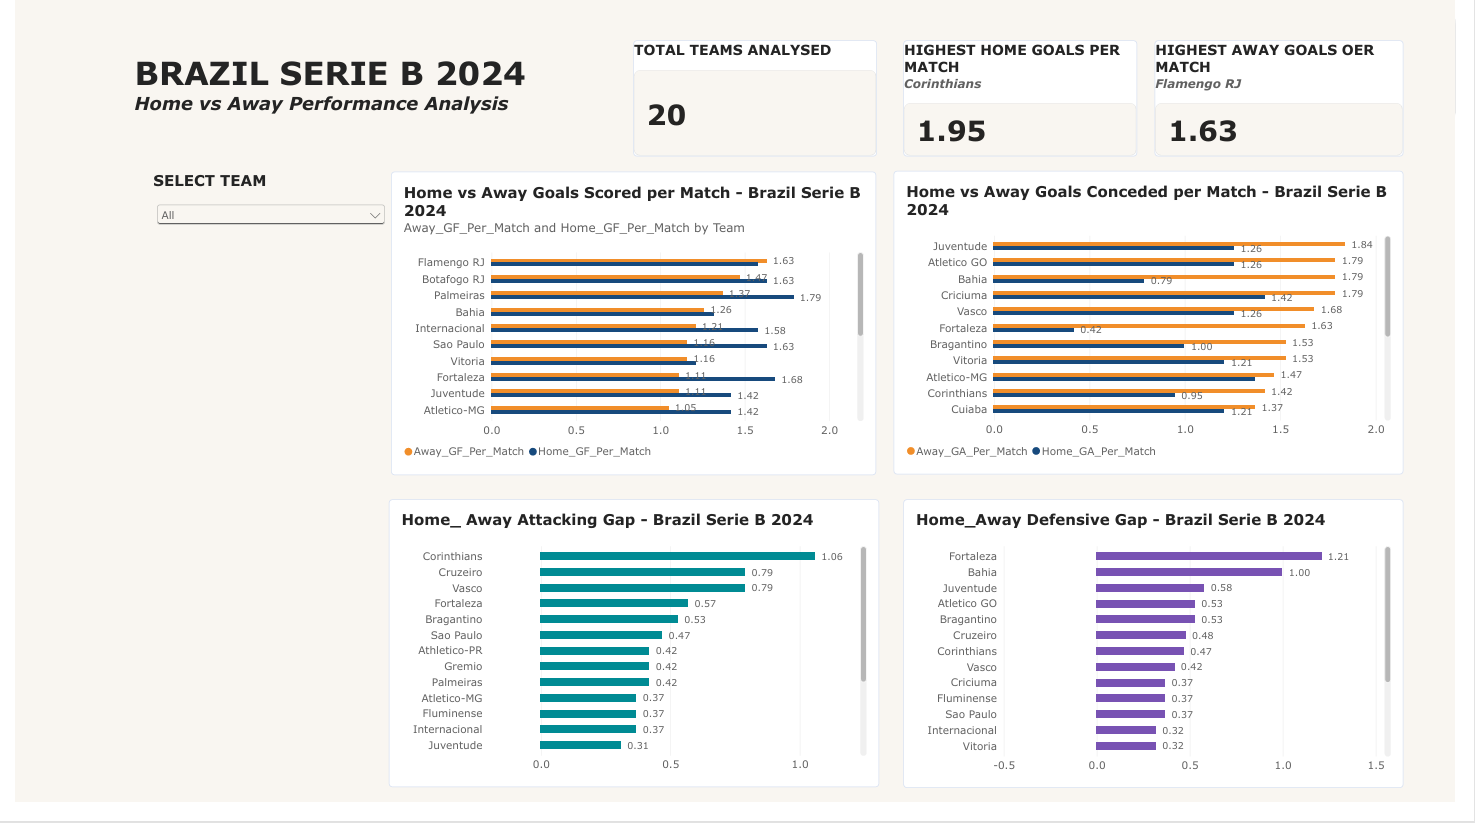 BRAZIL SERIE B 2024
Home vs Away Performance Analysis
TOTAL TEAMS ANALYSED
20
HIGHEST HOME GOALS PER
MATCH
Corinthians
1.95
HIGHEST AWAY GOALS OER
MATCH
Flamengo RJ
1.63
SELECT TEAM
All
Home vs Away Goals Scored per Match - Brazil Serie B
2024
Away_GF_Per_Match and Home_GF_Per_Match by Team
Flamengo RJ 1.63
Botafogo RJ 1.47 1.63
Palmeiras 1.37 1.79
Bahia 1.26
Internacional 1.21 1.58
Sao Paulo 1.16 1.63
Vitoria 1.16
Fortaleza 1.11 1.68
Juventude 1.11 1.42
Atletico-MG 1.05 1.42
0.0 0.5 1.0 1.5 2.0
Away_GF_Per_Match Home_GF_Per_Match
Home vs Away Goals Conceded per Match - Brazil Serie B
2024
Juventude 1.84 1.26
Atletico GO 1.79 1.26
Bahia 1.79 0.79
Criciuma 1.79 1.42
Vasco 1.68 1.26
Fortaleza 1.63 0.42
Bragantino 1.53 1.00
Vitoria 1.53 1.21
Atletico-MG 1.47
Corinthians 1.42 0.95
Cuiaba 1.37 1.21
0.0 0.5 1.0 1.5 2.0
Away_GA_Per_Match Home_GA_Per_Match
Home_ Away Attacking Gap - Brazil Serie B 2024
Corinthians 1.06
Cruzeiro 0.79
Vasco 0.79
Fortaleza 0.57
Bragantino 0.53
Sao Paulo 0.47
Athletico-PR 0.42
Gremio 0.42
Palmeiras 0.42
Atletico-MG 0.37
Fluminense 0.37
Internacional 0.37
Juventude 0.31
0.0 0.5 1.0
Home_Away Defensive Gap - Brazil Serie B 2024
Fortaleza 1.21
Bahia 1.00
Juventude 0.58
Atletico GO 0.53
Bragantino 0.53
Cruzeiro 0.48
Corinthians 0.47
Vasco 0.42
Criciuma 0.37
Fluminense 0.37
Sao Paulo 0.37
Internacional 0.32
Vitoria 0.32
-0.5 0.0 0.5 1.0 1.5